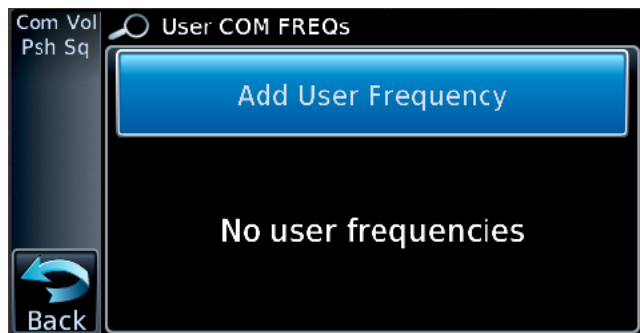 Com Vol
Psh Sq
User COM FREQs
Add User Frequency
No user frequencies
Back